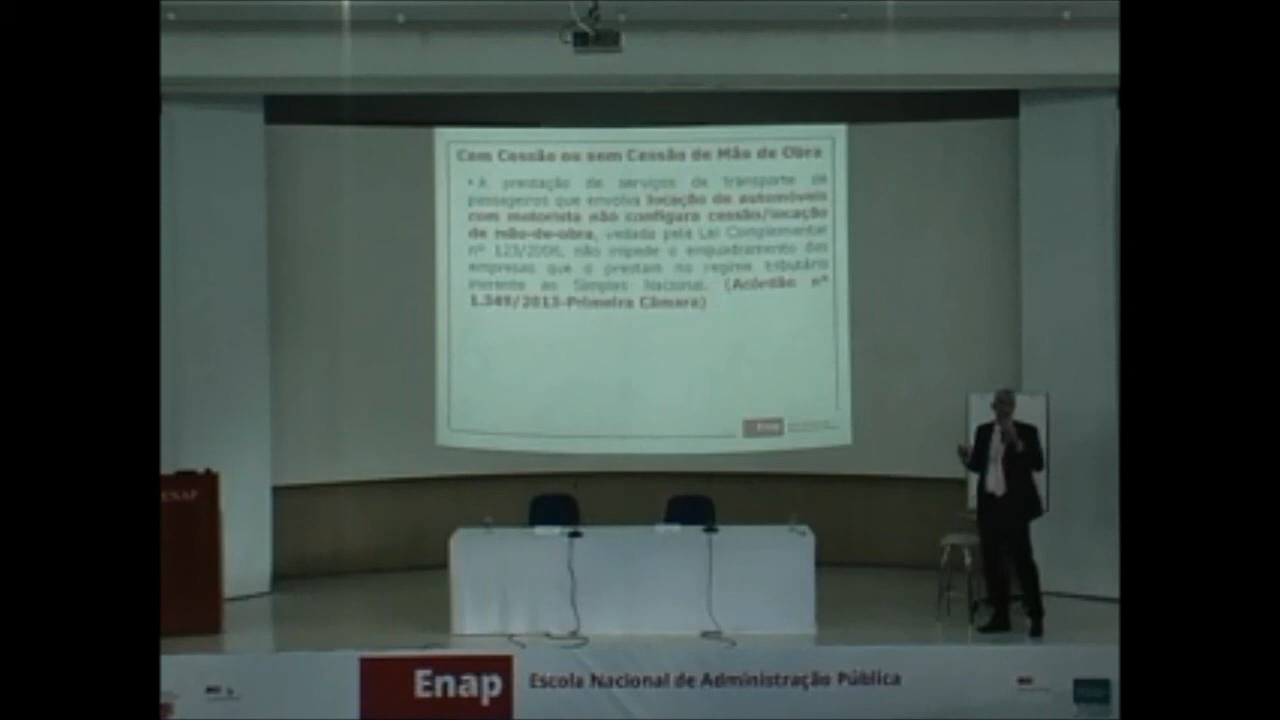 Com Cessão ou sem Cessão de Mão de Obra
• A prestação de serviços de transporte de
passageiros que envolva locação de automóveis
com motorista não configura cessão/locação
de mão-de-obra, vedada pela Lei Complementar
nº 123/2006, não impede o enquadramento das
empresas que o prestam no regime tributário
inerente ao Simples Nacional. (Acórdão nº
1.349/2013-Primeira Câmara)
Enap
ENAP
Enap Escola Nacional de Administração Pública